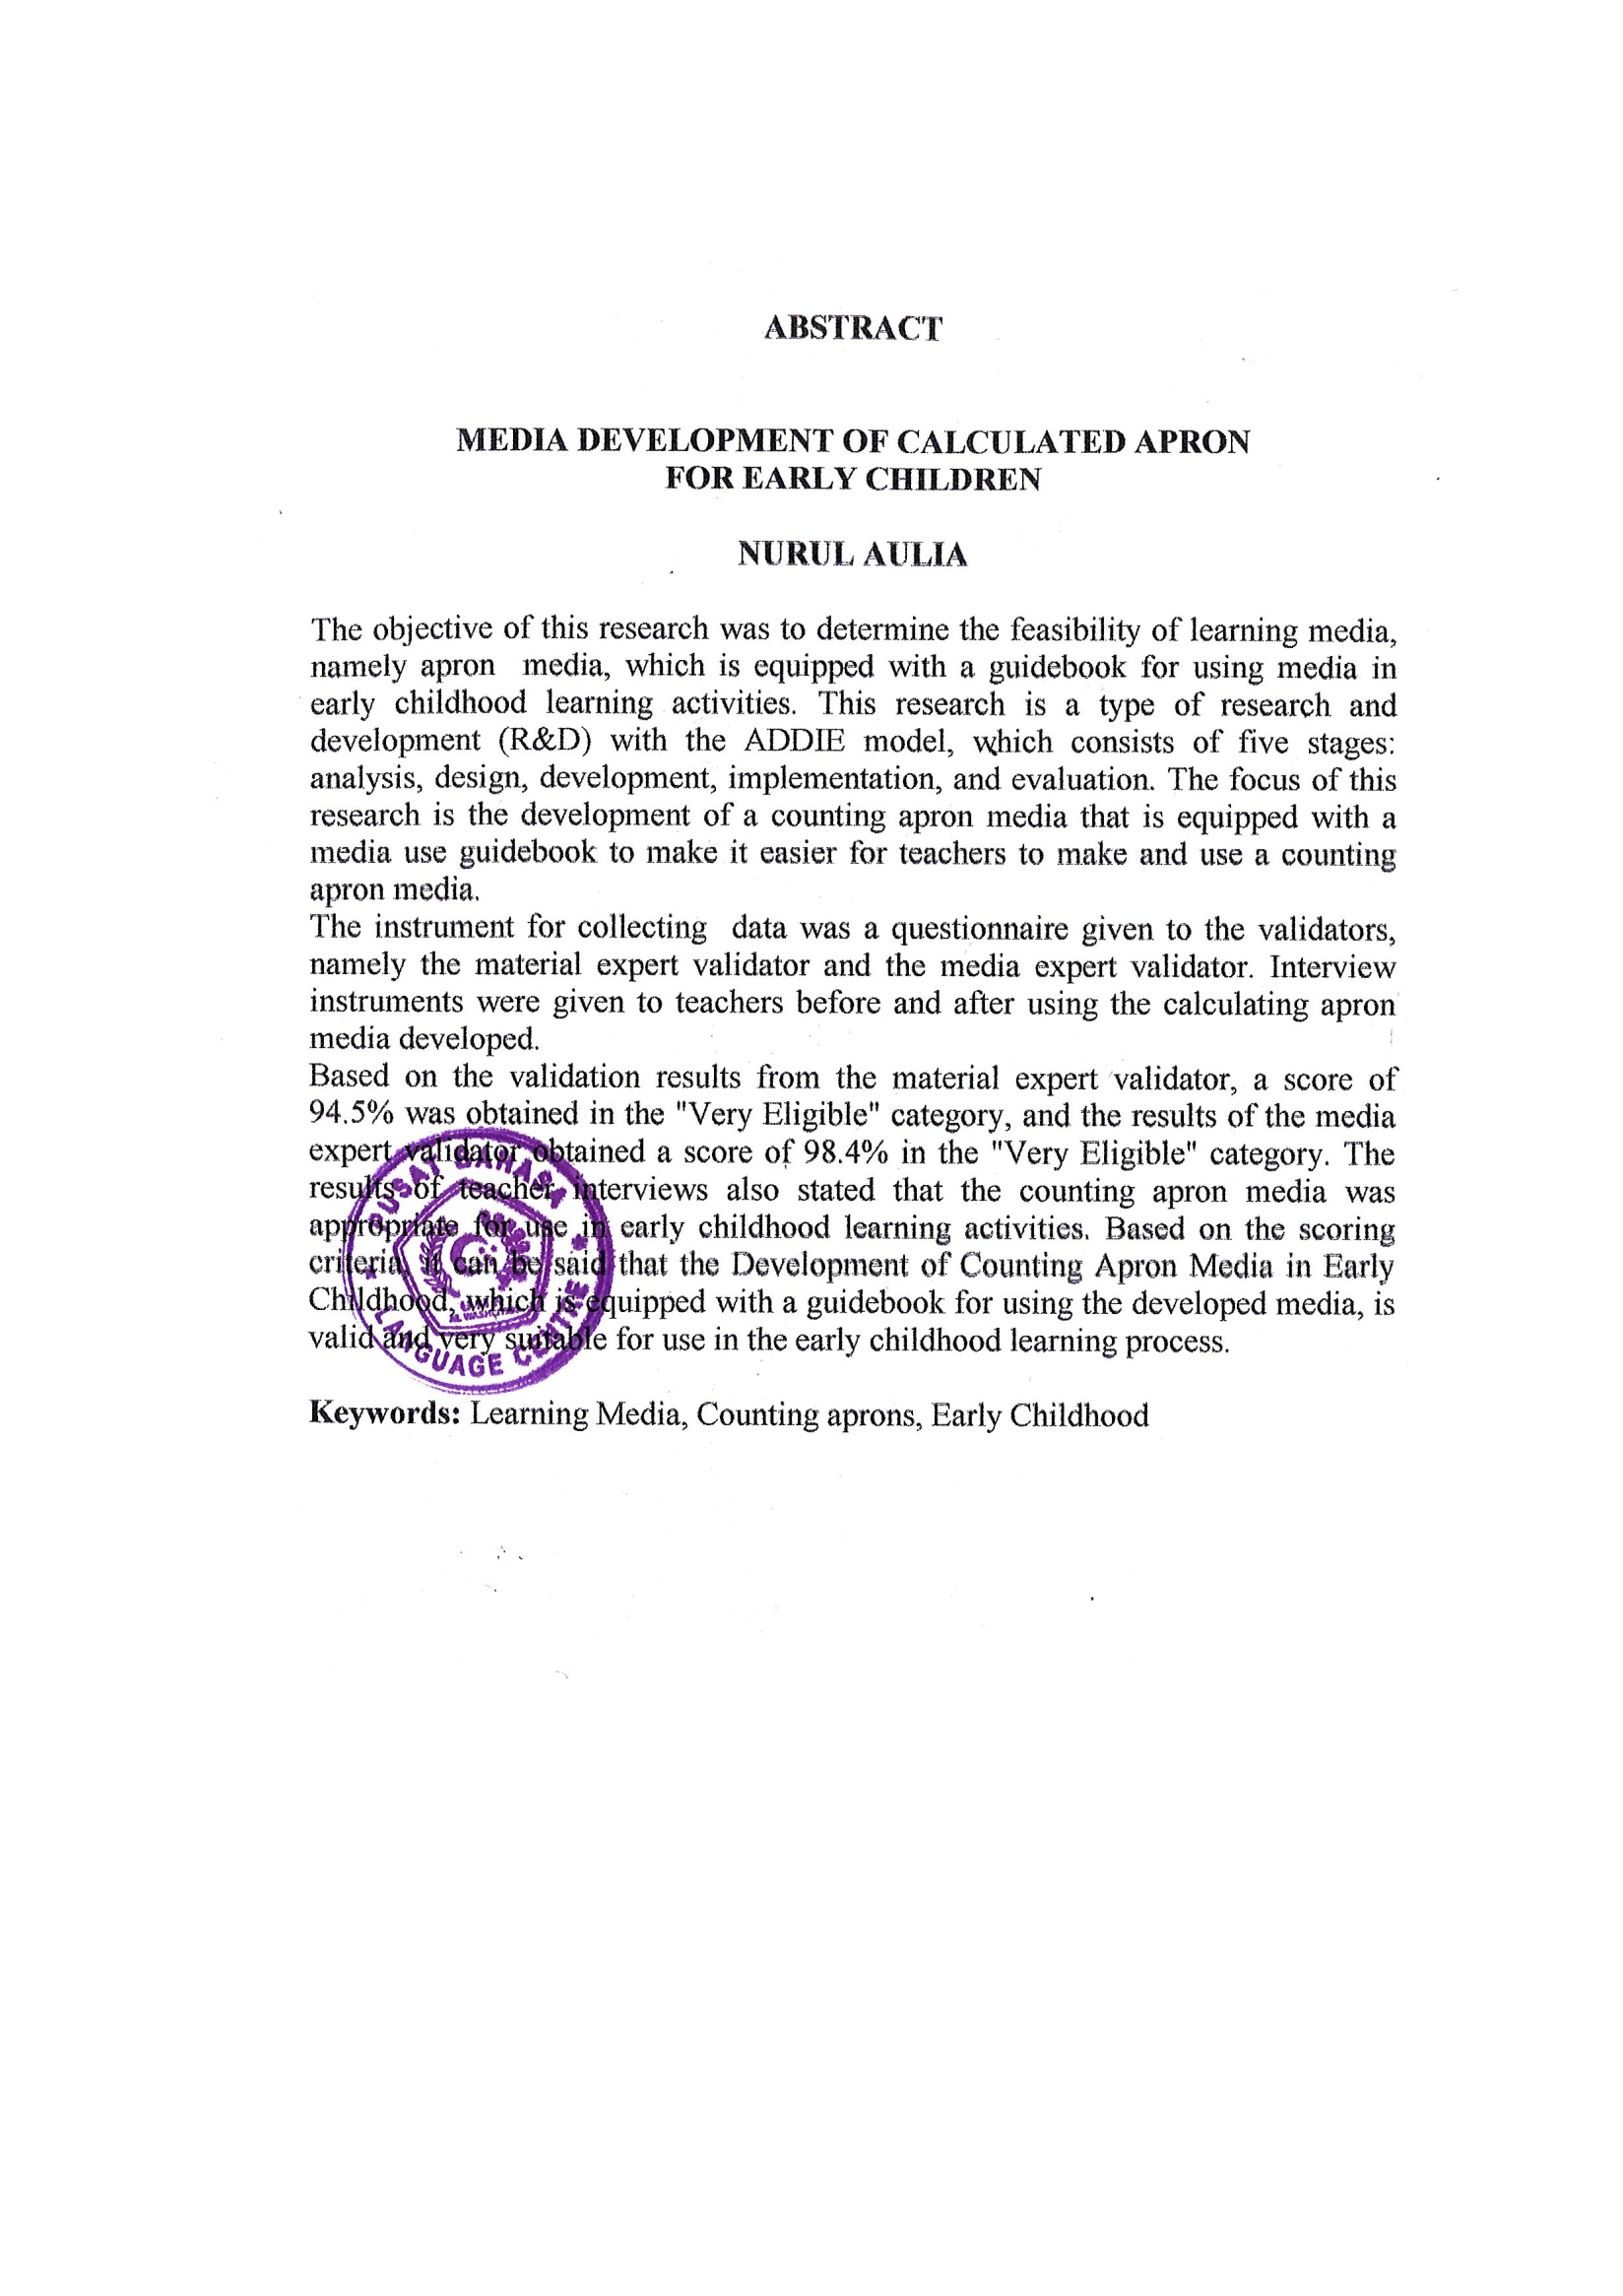 ABSTRACT
MEDIA DEVELOPMENT OF CALCULATED APRON
FOR EARLY CHILDREN
NURUL AULIA
The objective of this research was to determine the feasibility of learning media,
namely apron media, which is equipped with a guidebook for using media in
early childhood learning activities. This research is a type of research and
development (R&D) with the ADDIE model, which consists of five stages:
analysis, design, development, implementation, and evaluation. The focus of this
research is the development of a counting apron media that is equipped with a
media use guidebook to make it easier for teachers to make and use a counting
apron media.
The instrument for collecting data was a questionnaire given to the validators,
namely the material expert validator and the media expert validator. Interview
instruments were given to teachers before and after using the calculating apron
media developed.
Based on the validation results from the material expert validator, a score of
94.5% was obtained in the "Very Eligible" category, and the results of the media
expert validator obtained a score of 98.4% in the "Very Eligible" category. The
results of teacher interviews also stated that the counting apron media was
appropriate for use in early childhood learning activities. Based on the scoring
criteria, it can be said that the Development of Counting Apron Media in Early
Childhood, which is equipped with a guidebook for using the developed media, is
valid and very suitable for use in the early childhood learning process.
PUSAT BAHASA
LANGUAGE CENTRE
Keywords: Learning Media, Counting aprons, Early Childhood